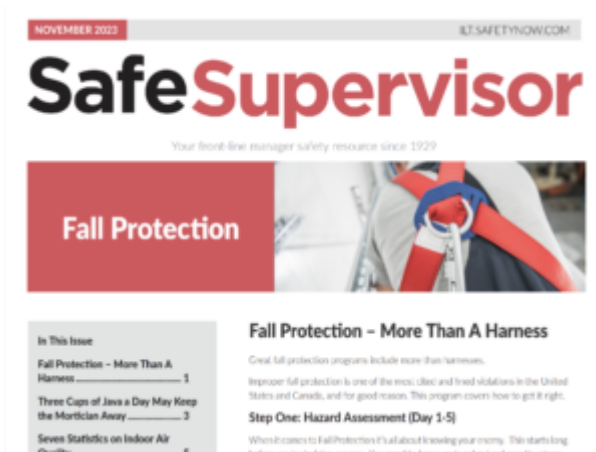 NOVEMBER 2023
ILT.SAFETYNOW.COM
SafeSupervisor
Your front-line manager safety resource since 1929
Fall Protection
In This Issue
Fall Protection – More Than A
Harness 1
Three Cups of Java a Day May Keep
the Mortician Away 3
Seven Statistics on Indoor Air
Fall Protection – More Than A Harness
Great fall protection programs include more than harnesses.
Improper fall protection is one of the most cited and fined violations in the United
States and Canada, and for good reason. This program covers how to get it right.
Step One: Hazard Assessment (Day 1-5)
When it comes to Fall Protection it's all about knowing your enemy. This starts long